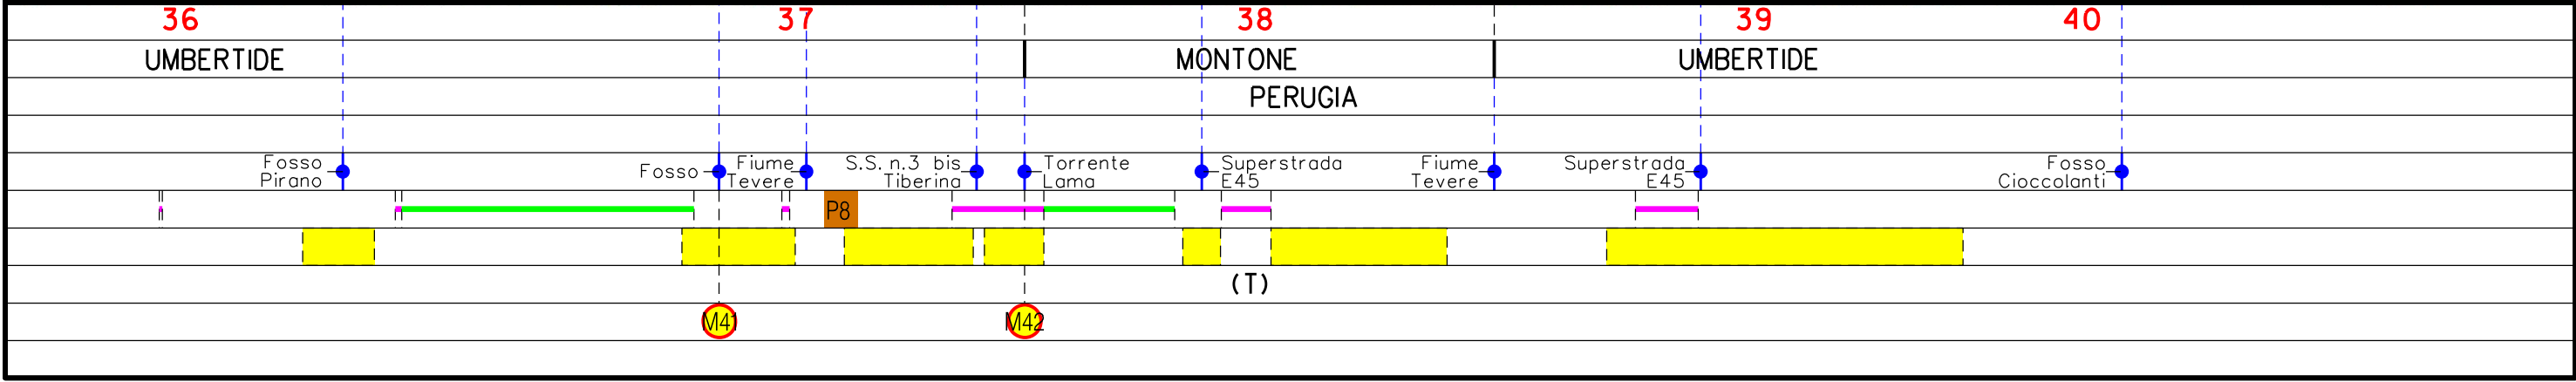 36 37 38 39 40
UMBERTIDE MONTONE UMBERTIDE
PERUGIA
Fosso
Pirano
Fosso
Fiume
Tevere
S.S. n.3 bis
Tiberina
Torrente
Lama
Superstrada
E45
Fiume
Tevere
Superstrada
E45
Fosso
Cioccolanti
P8
(T)
M41 M42